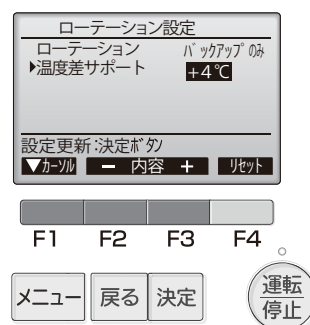 ローテーション設定
ローテーション バックアップのみ
▶温度差サポート +4℃
設定更新:決定ボタン
▼カーソル － 内容 ＋ リセット
F1 F2 F3 F4
メニュー 戻る 決定 運転
停止